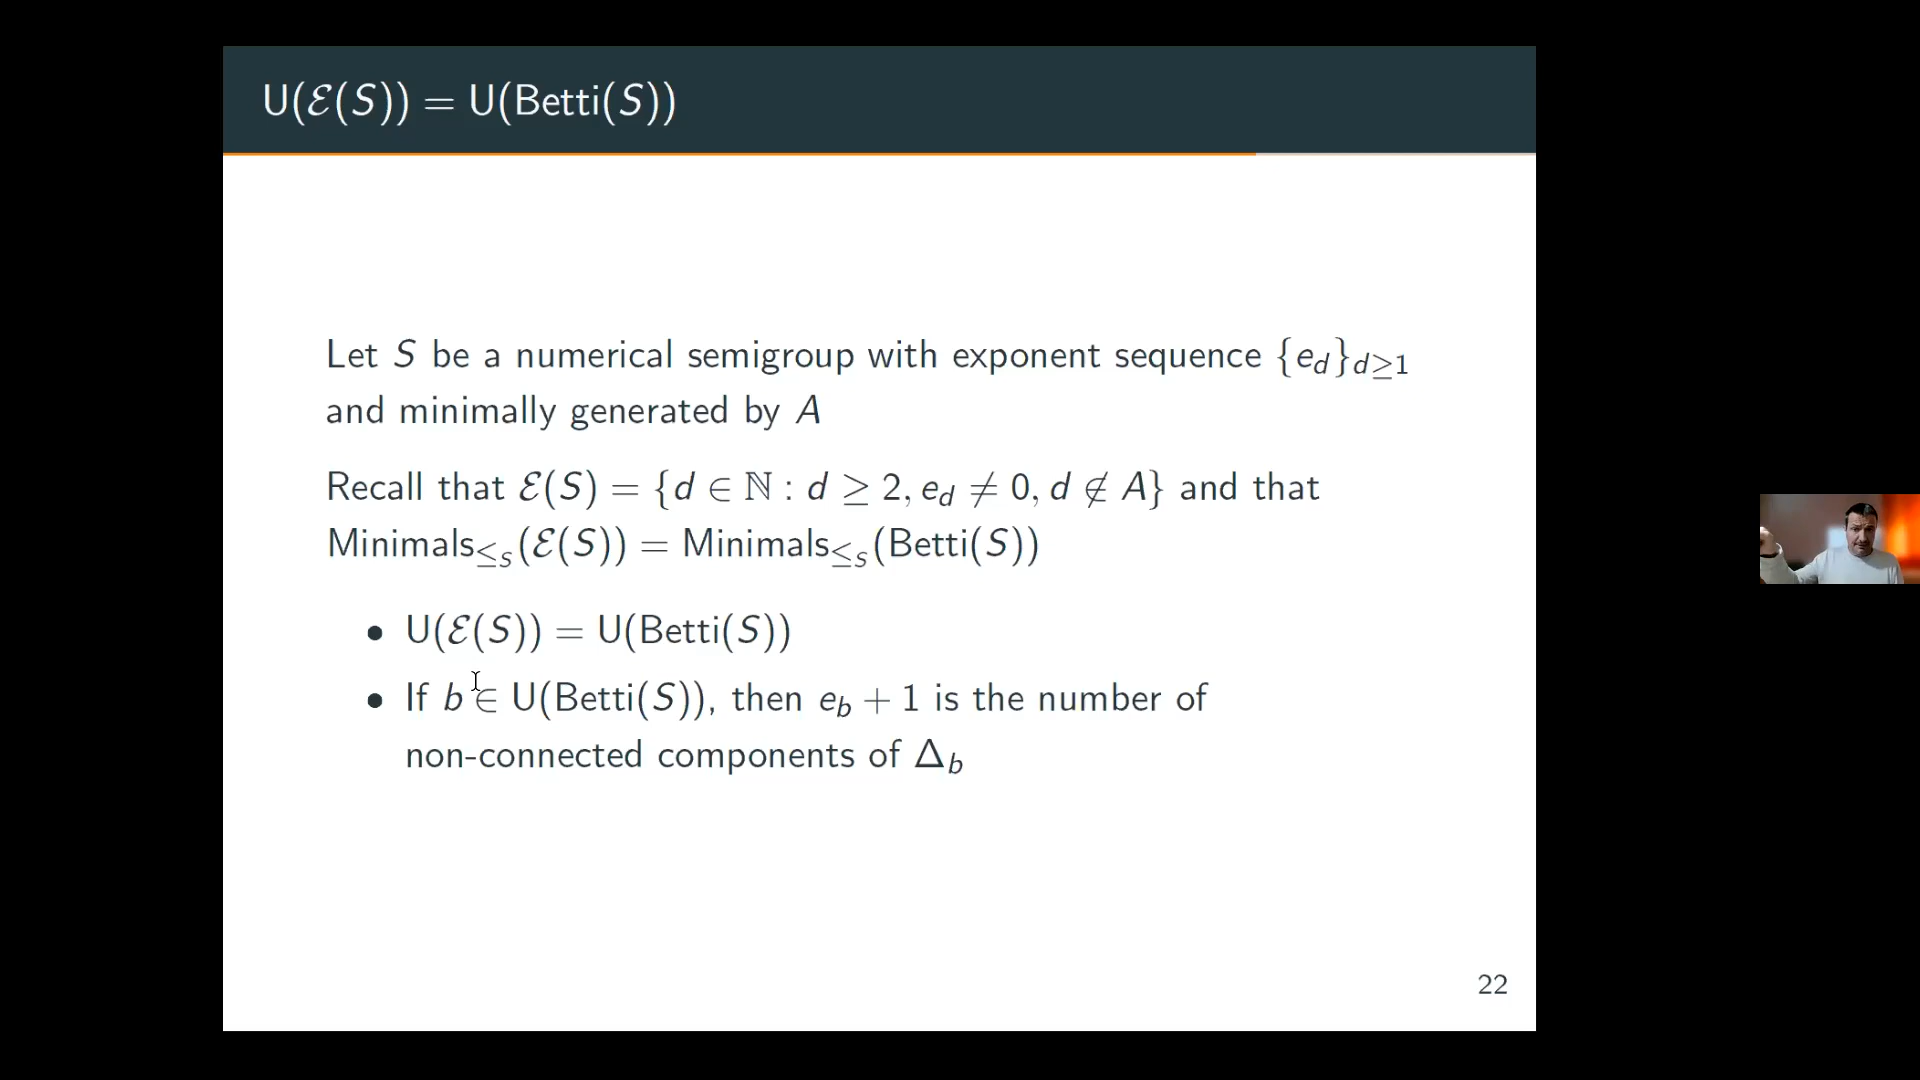 U(ℰ(S)) = U(Betti(S))
Let S be a numerical semigroup with exponent sequence {e_d}_{d≥1}
and minimally generated by A
Recall that ℰ(S) = {d ∈ ℕ : d ≥ 2, e_d ≠ 0, d ∉ A} and that
Minimals_{≤_S}(ℰ(S)) = Minimals_{≤_S}(Betti(S))
• U(ℰ(S)) = U(Betti(S))
• If b ∈ U(Betti(S)), then e_b + 1 is the number of
non-connected components of Δ_b
22